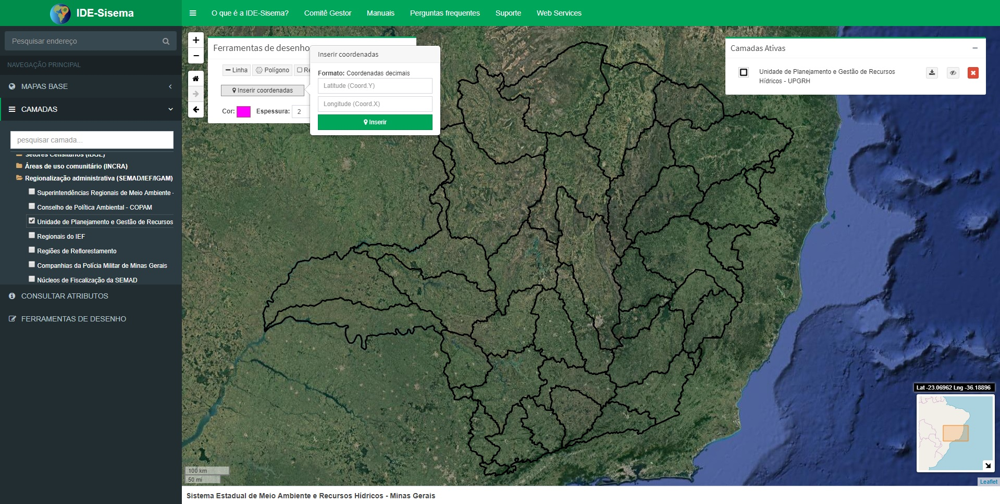 IDE-Sisema
O que é a IDE-Sisema?
Comitê Gestor
Manuais
Perguntas frequentes
Suporte
Web Services
Pesquisar endereço
NAVEGAÇÃO PRINCIPAL
MAPAS BASE
CAMADAS
pesquisar camada...
Setores Censitários (IBGE)
Áreas de uso comunitário (INCRA)
Regionalização administrativa (SEMAD/IEF/IGAM)
Superintendências Regionais de Meio Ambiente -
Conselho de Política Ambiental - COPAM
Unidade de Planejamento e Gestão de Recursos
Regionais do IEF
Regiões de Reflorestamento
Companhias da Polícia Militar de Minas Gerais
Núcleos de Fiscalização da SEMAD
CONSULTAR ATRIBUTOS
FERRAMENTAS DE DESENHO
+
−
Ferramentas de desenho
Linha
Polígono
Re
Inserir coordenadas
Cor:
Espessura:
2
Inserir coordenadas
Formato: Coordenadas decimais
Latitude (Coord.Y)
Longitude (Coord.X)
Inserir
Camadas Ativas
Unidade de Planejamento e Gestão de Recursos
Hídricos - UPGRH
Lat -23.06962 Lng -36.18896
100 km
50 mi
Leaflet
Sistema Estadual de Meio Ambiente e Recursos Hídricos - Minas Gerais